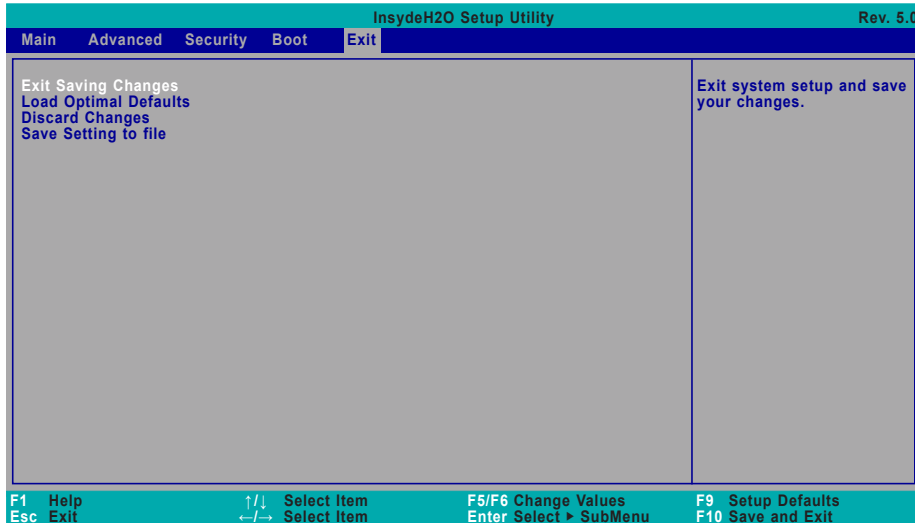 InsydeH2O Setup Utility Rev. 5.0
Main Advanced Security Boot Exit
Exit Saving Changes
Load Optimal Defaults
Discard Changes
Save Setting to file
Exit system setup and save
your changes.
F1 Help ↑/↓ Select Item F5/F6 Change Values F9 Setup Defaults
Esc Exit ←/→ Select Item Enter Select ▶ SubMenu F10 Save and Exit